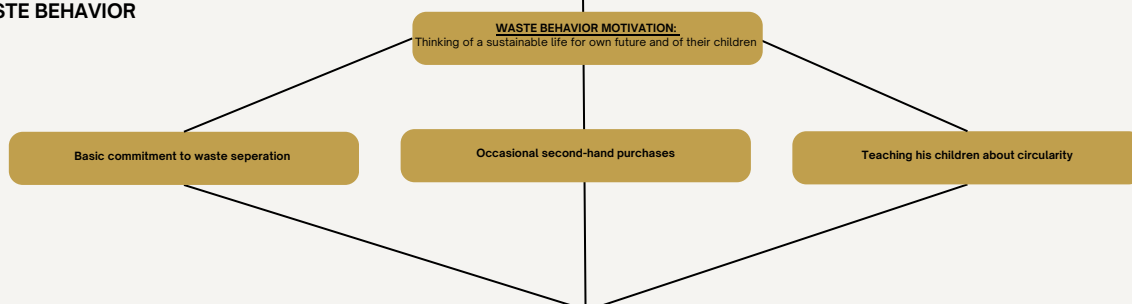 STE BEHAVIOR
WASTE BEHAVIOR MOTIVATION:
Thinking of a sustainable life for own future and of their children
Basic commitment to waste seperation
Occasional second-hand purchases
Teaching his children about circularity